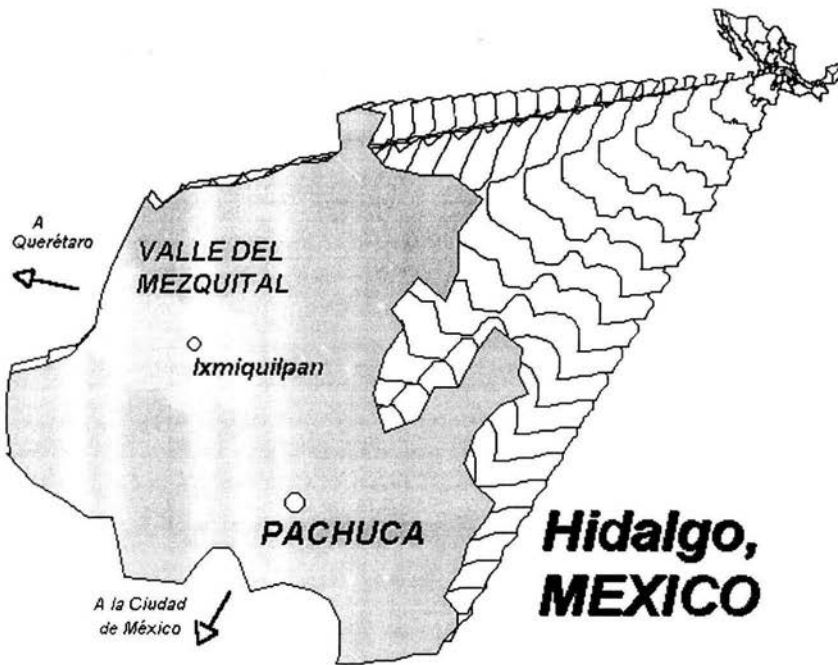 A
Querétaro
VALLE DEL
MEZQUITAL
Ixmiquilpan
PACHUCA
Hidalgo,
MEXICO
A la Ciudad
de México